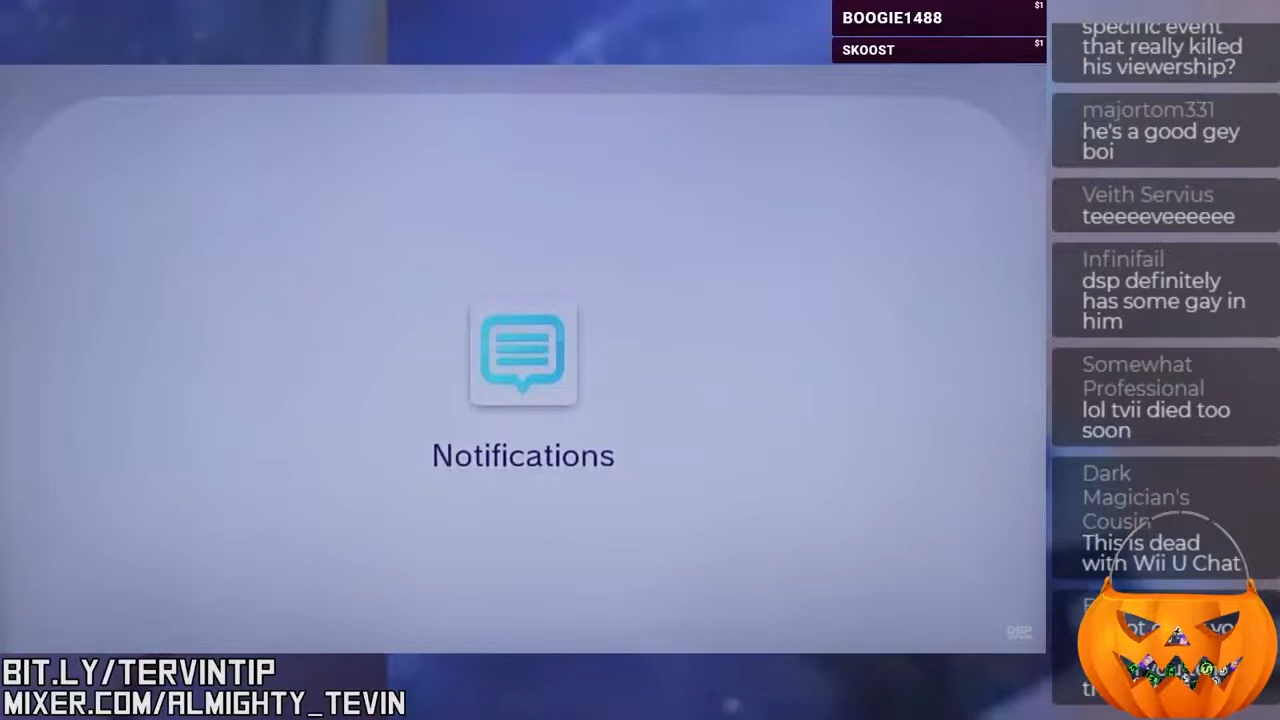 BOOGIE1488
$1
SKOOST
$1
specific event
that really killed
his viewership?
majortom331
he's a good gey
boi
Veith Servius
teeeeeveeeeee
Infinifail
dsp definitely
has some gay in
him
Somewhat
Professional
lol tvii died too
soon
Dark
Magician's
Cousin
This is dead
with Wii U Chat
Notifications
DSP
BIT.LY/TERVINTIP
MIXER.COM/ALMIGHTY_TEVIN